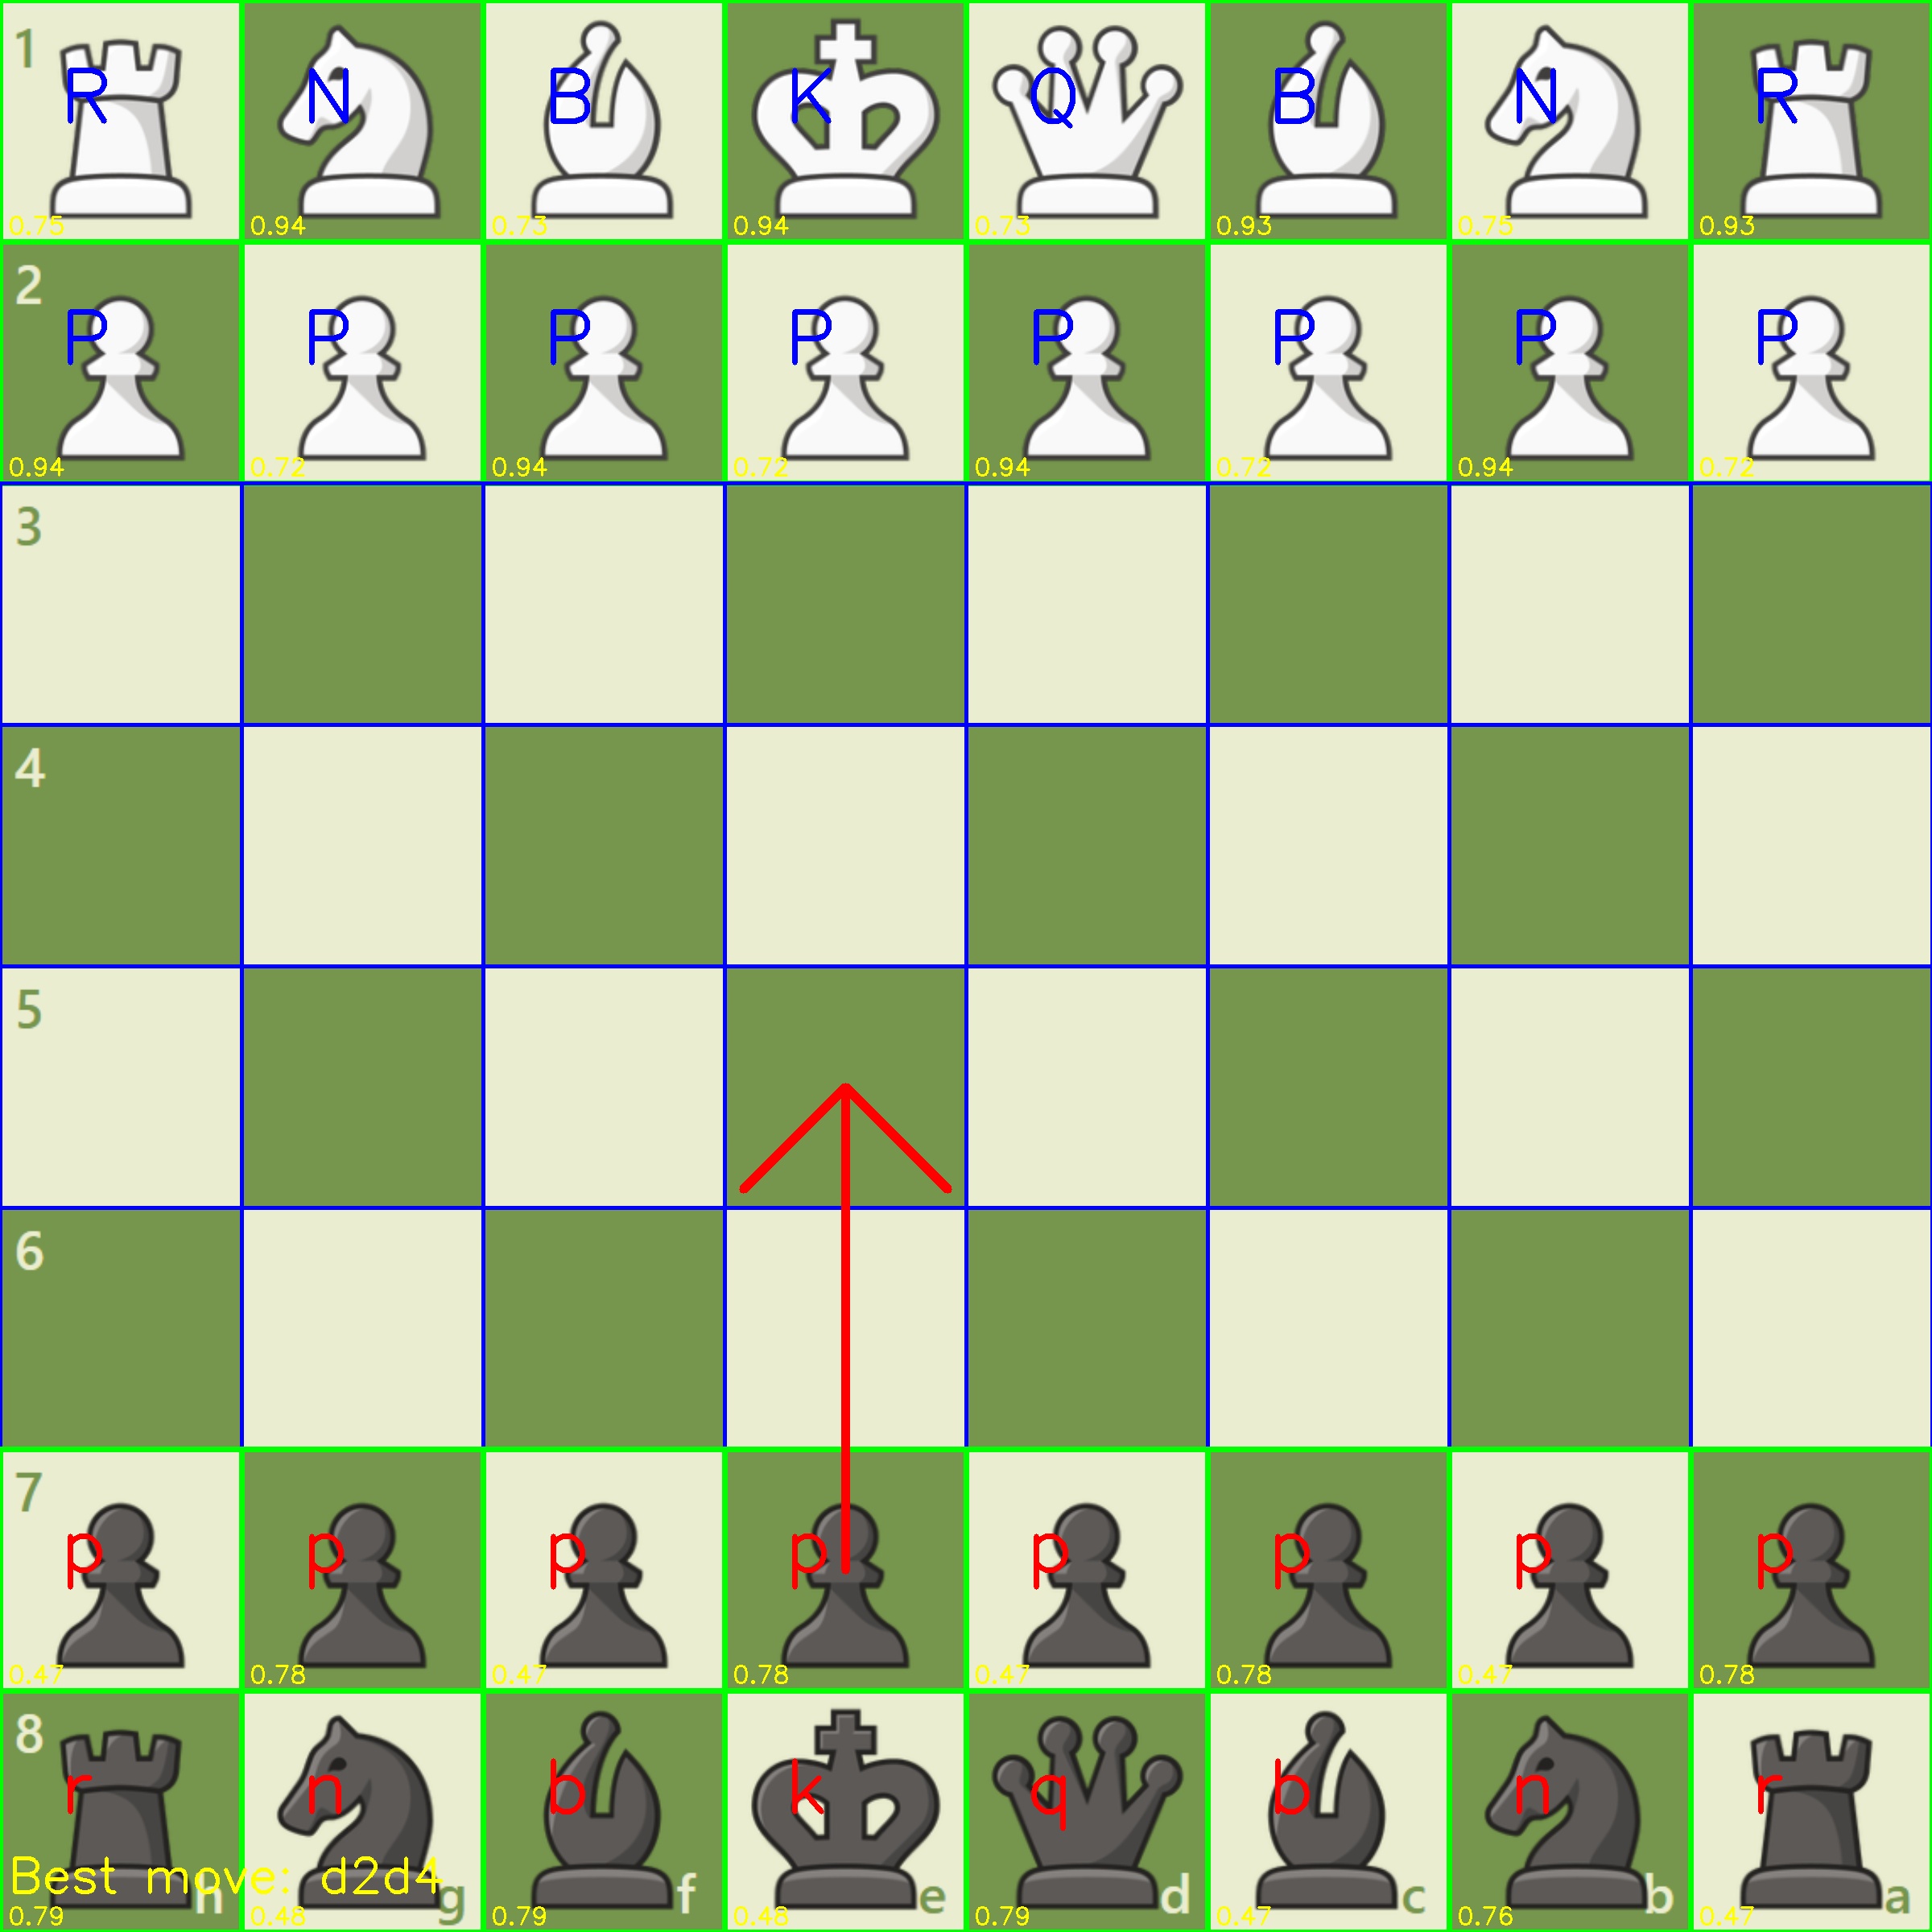 1
R N B K Q B N R
0.75 0.94 0.73 0.94 0.73 0.93 0.75 0.93
2
P P P P P P P P
0.94 0.72 0.94 0.72 0.94 0.72 0.94 0.72
3
4
5
6
7
p p p p p p p p
0.47 0.78 0.47 0.78 0.47 0.78 0.47 0.78
8
r n b k q b n r
Best move: d2d4
h g f e d c b a
0.79 0.48 0.79 0.48 0.79 0.47 0.76 0.47